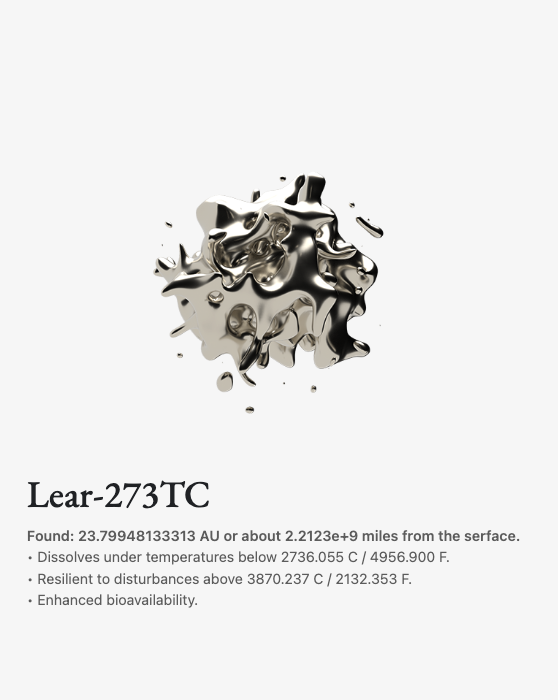 Lear-273TC
Found: 23.79948133313 AU or about 2.2123e+9 miles from the serface.
• Dissolves under temperatures below 2736.055 C / 4956.900 F.
• Resilient to disturbances above 3870.237 C / 2132.353 F.
• Enhanced bioavailability.